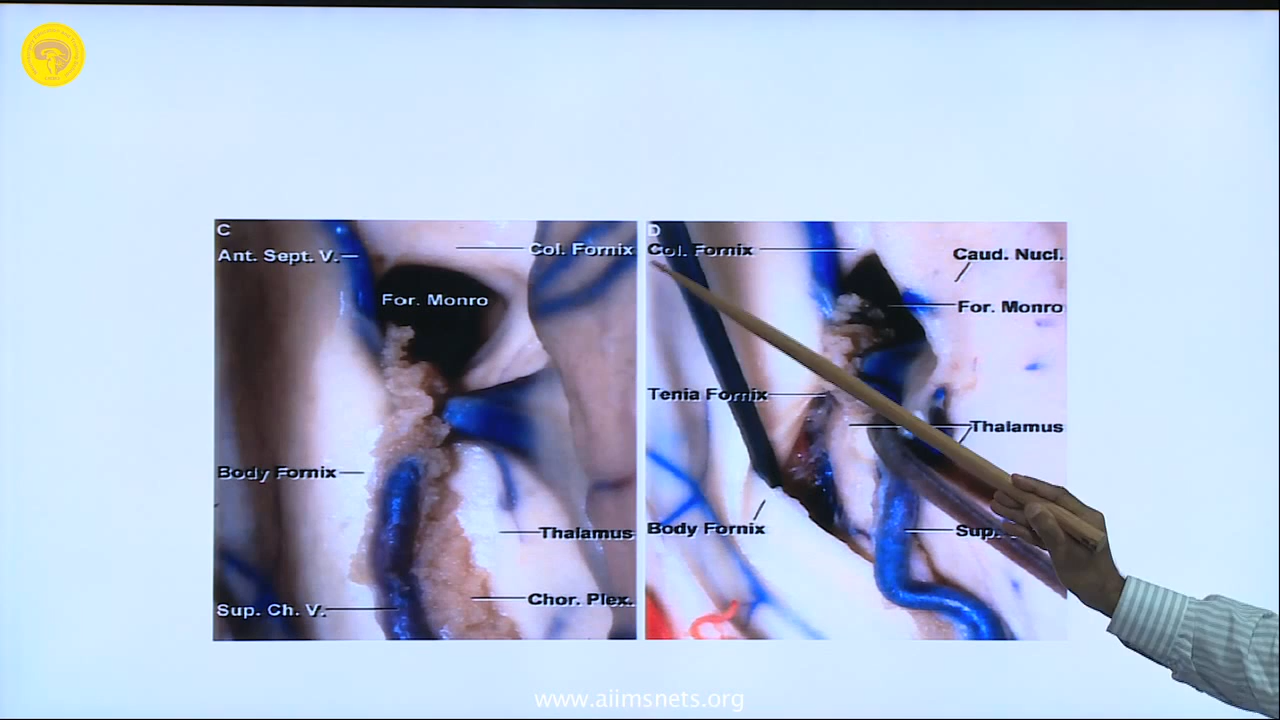 C
Ant. Sept. V.
Col. Fornix
For. Monro
Body Fornix
Thalamus
Chor. Plex.
Sup. Ch. V.
D
Col. Fornix
Caud. Nucl.
For. Monro
Tenia Fornix
Thalamus
Body Fornix
Sup.
www.aiimsnets.org